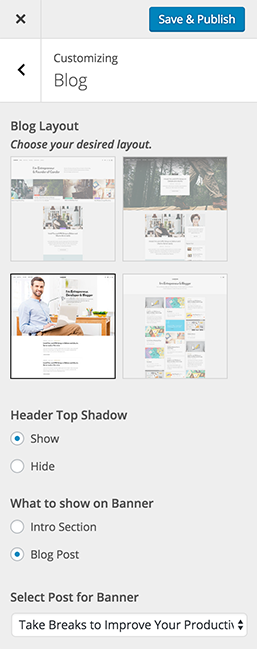 Save & Publish
Customizing
Blog
Blog Layout
Choose your desired layout.
Header Top Shadow
Show
Hide
What to show on Banner
Intro Section
Blog Post
Select Post for Banner
Take Breaks to Improve Your Productiv